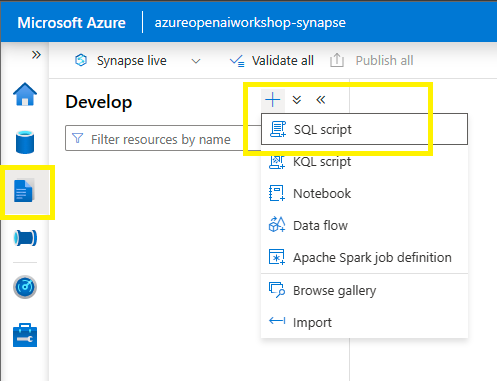 Microsoft Azure | azureopenaiworkshop-synapse
Synapse live Validate all Publish all
Develop
Filter resources by name
SQL script
KQL script
Notebook
Data flow
Apache Spark job definition
Browse gallery
Import